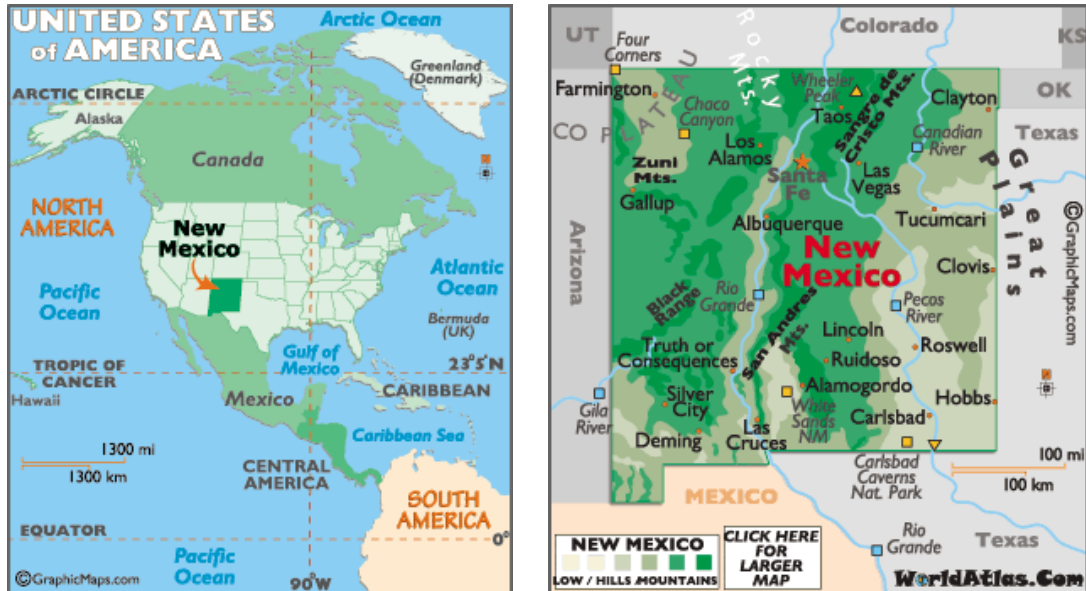 UNITED STATES
of AMERICA
Arctic Ocean
Greenland
(Denmark)
ARCTIC CIRCLE
Alaska
Canada
NORTH
AMERICA
New
Mexico
Pacific
Ocean
Atlantic
Ocean
Bermuda
(UK)
Gulf of
Mexico
TROPIC OF
CANCER
23°5'N
Hawaii
Mexico
CARIBBEAN
Caribbean Sea
1300 mi
1300 km
CENTRAL
AMERICA
SOUTH
AMERICA
EQUATOR
0°
Pacific
Ocean
©GraphicMaps.com
90°W
UT
Four
Corners
Rocky
Mts.
Colorado
KS
Farmington
CO PLATEAU
Chaco
Canyon
Wheeler
Peak
Taos
Sangre de
Cristo Mts.
Clayton
OK
Texas
Canadian
River
Los
Alamos
Zuni
Mts.
Santa
Fe
Las
Vegas
Great
Plains
Gallup
Albuquerque
Tucumcari
©GraphicMaps.com
Arizona
New
Mexico
Clovis
Rio
Grande
Black
Range
Pecos
River
San Andres
Mts.
Lincoln
Truth or
Consequences
Roswell
Ruidoso
Gila
River
Silver
City
Alamogordo
White
Sands
NM
Carlsbad
Hobbs
Deming
Las
Cruces
Carlsbad
Caverns
Nat. Park
100 mi
100 km
MEXICO
Rio
Grande
Texas
NEW MEXICO
LOW / HILLS /MOUNTAINS
CLICK HERE
FOR
LARGER
MAP
WorldAtlas.Com